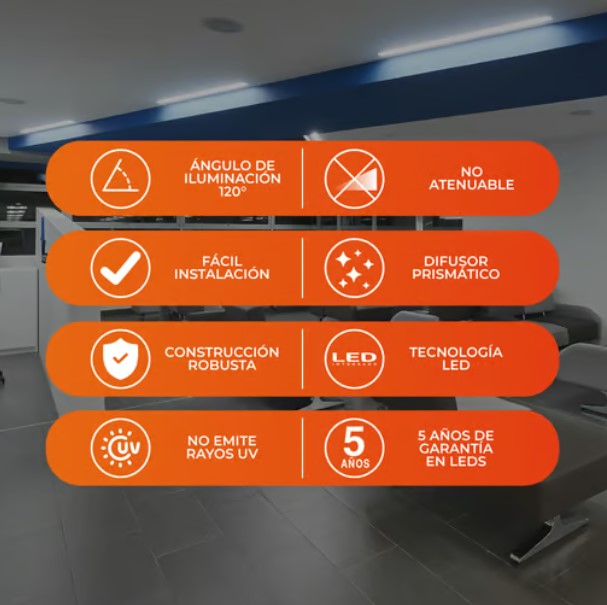 ÁNGULO DE
ILUMINACIÓN
120°
NO
ATENUABLE
FÁCIL
INSTALACIÓN
DIFUSOR
PRISMÁTICO
CONSTRUCCIÓN
ROBUSTA
LED
INTEGRADO
TECNOLOGÍA
LED
UV
NO EMITE
RAYOS UV
5
AÑOS
5 AÑOS DE
GARANTÍA
EN LEDS